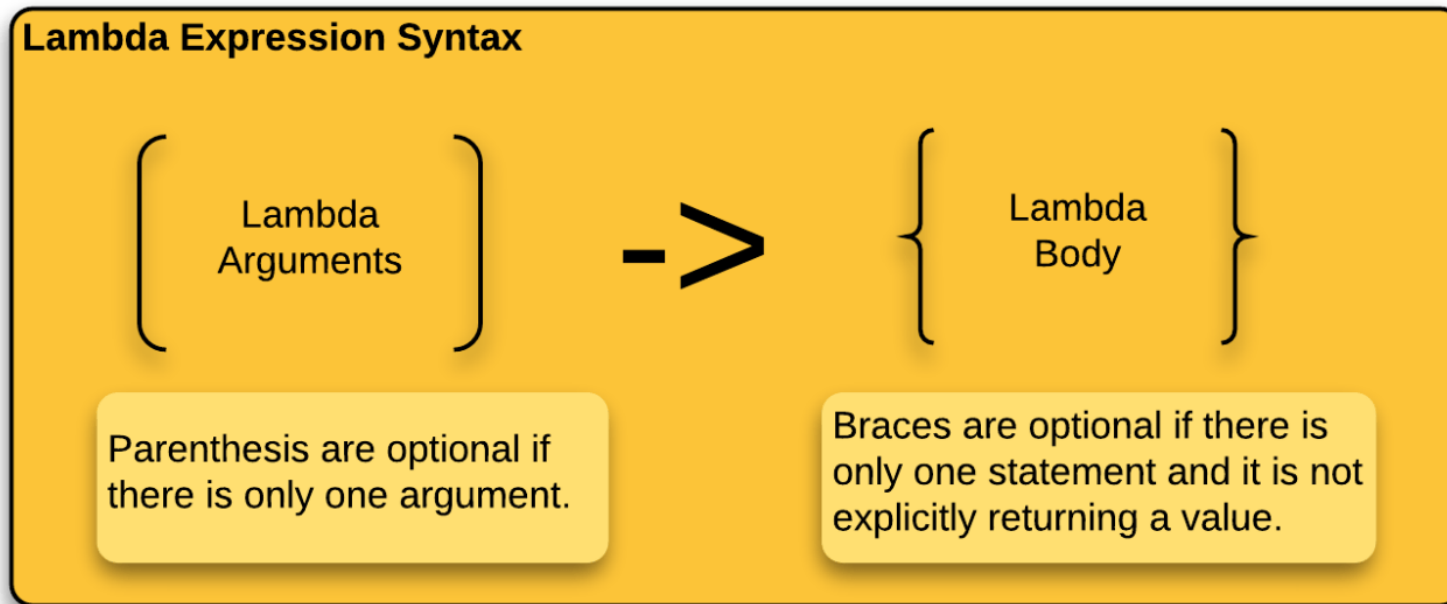 Lambda Expression Syntax
Lambda
Arguments
->
Lambda
Body
Parenthesis are optional if
there is only one argument.
Braces are optional if there is
only one statement and it is not
explicitly returning a value.